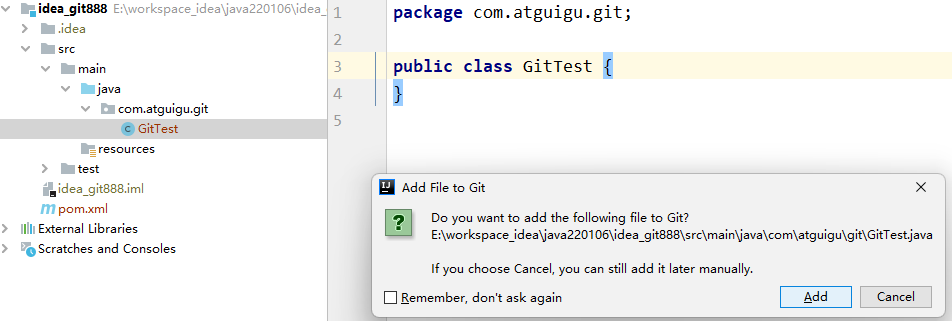 idea_git888 E:\workspace_idea\java220106\idea_
.idea
src
main
java
com.atguigu.git
C GitTest
resources
test
idea_git888.iml
m pom.xml
External Libraries
Scratches and Consoles
1 package com.atguigu.git;
2
3 public class GitTest {
4 }
5
IJ Add File to Git
? Do you want to add the following file to Git?
E:\workspace_idea\java220106\idea_git888\src\main\java\com\atguigu\git\GitTest.java
If you choose Cancel, you can still add it later manually.
Remember, don't ask again
Add
Cancel